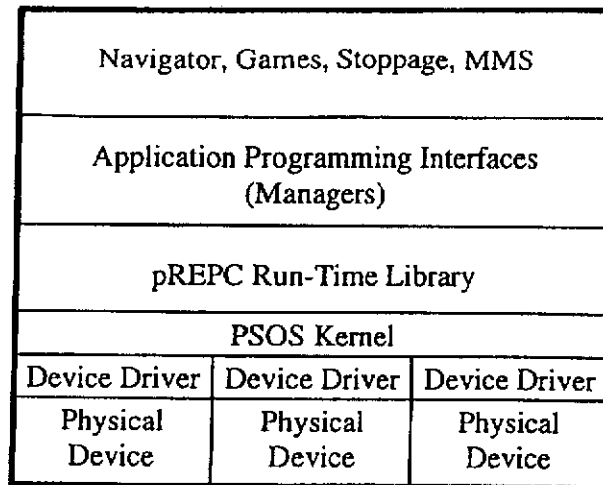 Navigator, Games, Stoppage, MMS
Application Programming Interfaces
(Managers)
pREPC Run-Time Library
PSOS Kernel
Device Driver Device Driver Device Driver
Physical Physical Physical
Device Device Device